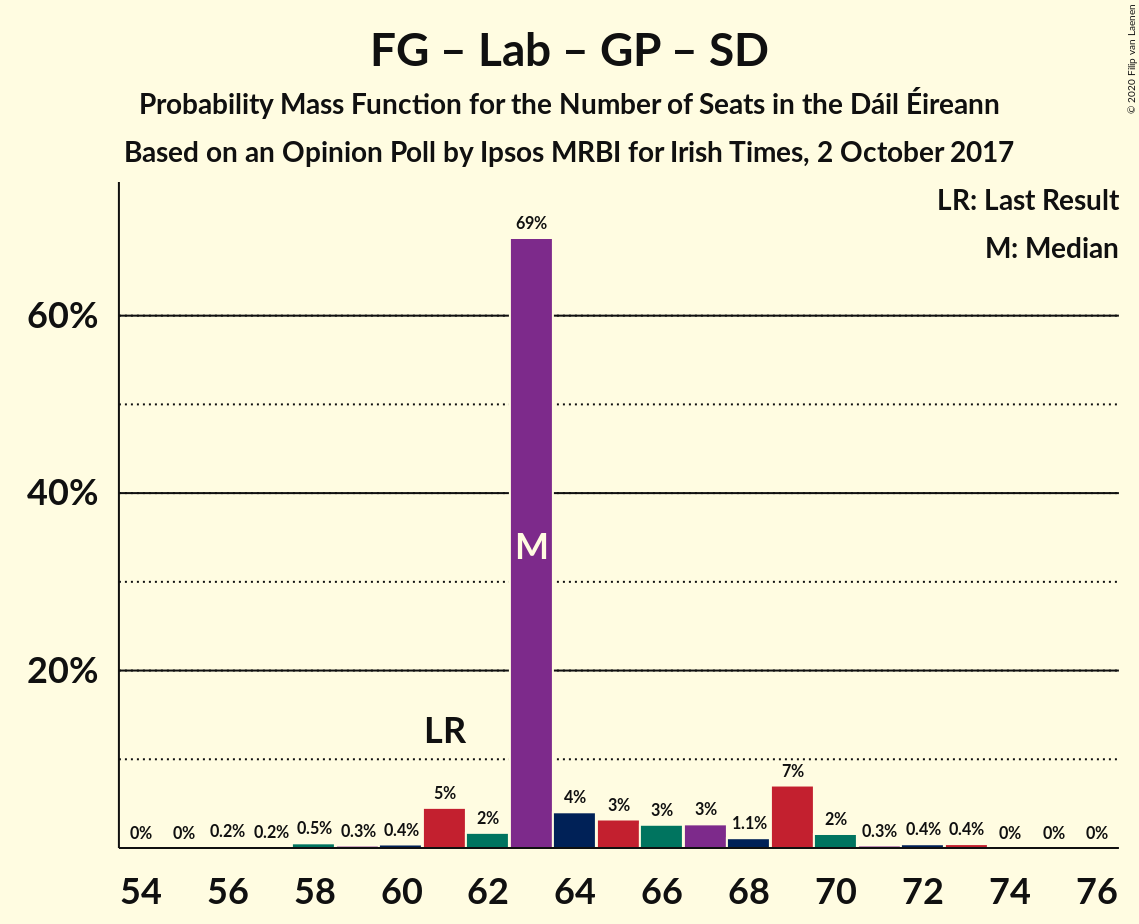 FG – Lab – GP – SD
Probability Mass Function for the Number of Seats in the Dáil Éireann
Based on an Opinion Poll by Ipsos MRBI for Irish Times, 2 October 2017
© 2020 Filip van Laenen
LR: Last Result
M: Median
69%
60%
40%
M
20%
LR
0% 0% 0.2% 0.2% 0.5% 0.3% 0.4% 5% 2% 4% 3% 3% 3% 1.1% 7% 2% 0.3% 0.4% 0.4% 0% 0% 0%
54 56 58 60 62 64 66 68 70 72 74 76